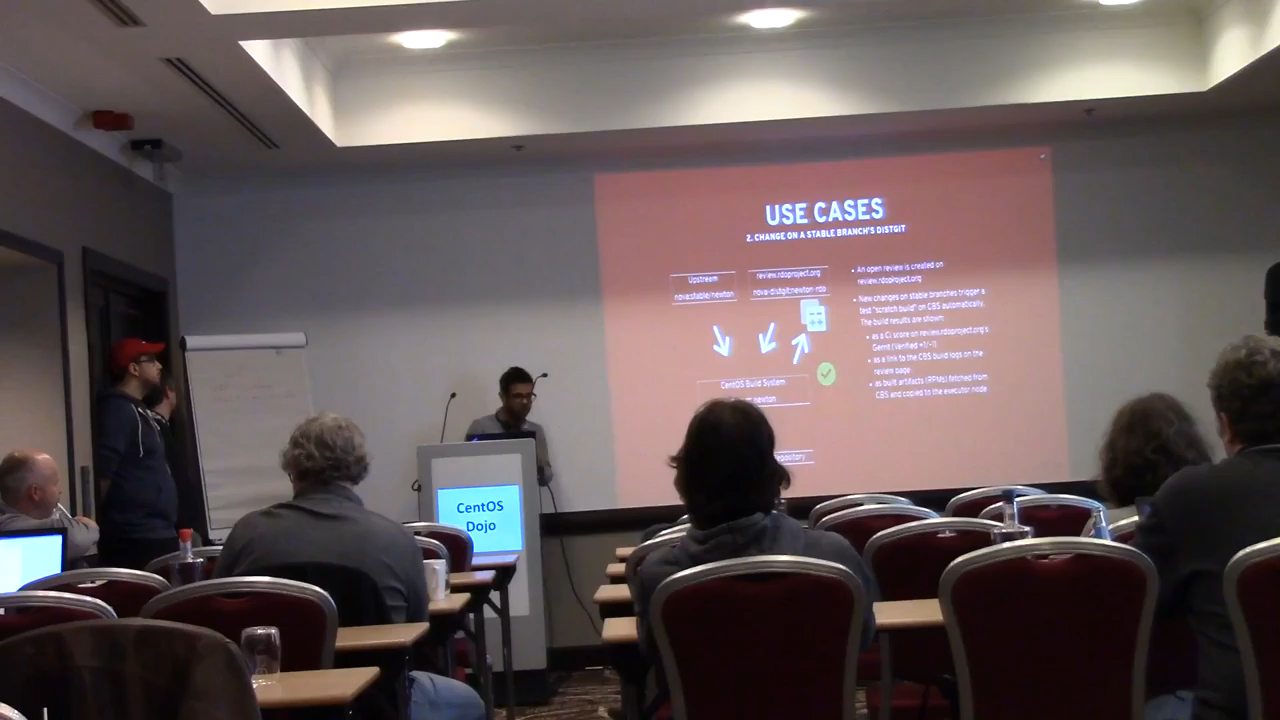 USE CASES
2. CHANGE ON A STABLE BRANCH'S DISTGIT
Upstream
nova:stable/newton
review.rdoproject.org
nova-distgit:newton-rdo
CentOS Build System
newton
Repository
• An open review is created on
review.rdoproject.org
• New changes on stable branches trigger a
test "scratch build" on CBS automatically.
The build results are shown:
• as a CI score on review.rdoproject.org's
Gerrit (Verified +1/-1)
• as a link to the CBS build logs on the
review page
• as built artifacts (RPMs) fetched from
CBS and copied to the executor node
CentOS
Dojo